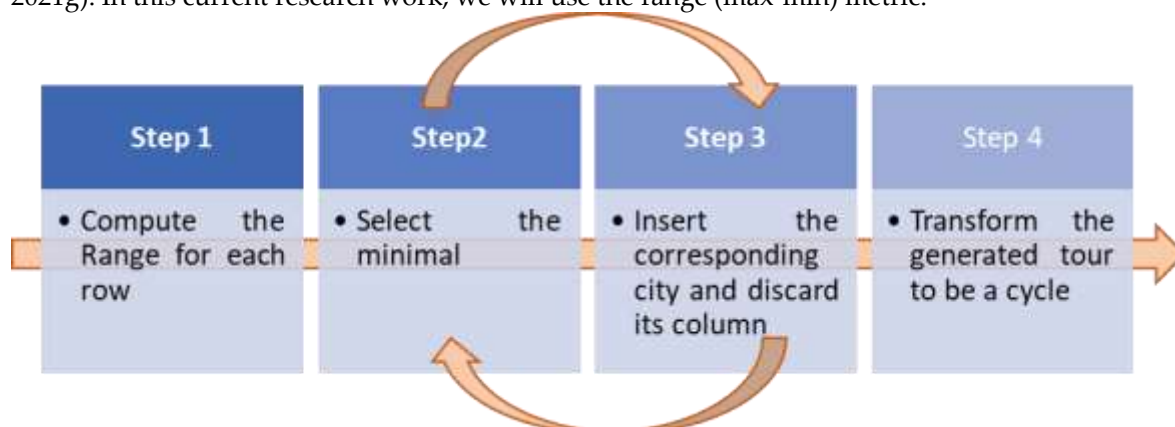 2021g). In this current research work, we will use the range (max-min) metric.
Step 1
• Compute the
Range for each
row
Step2
• Select the
minimal
Step 3
• Insert the
corresponding
city and discard
its column
Step 4
• Transform the
generated tour
to be a cycle